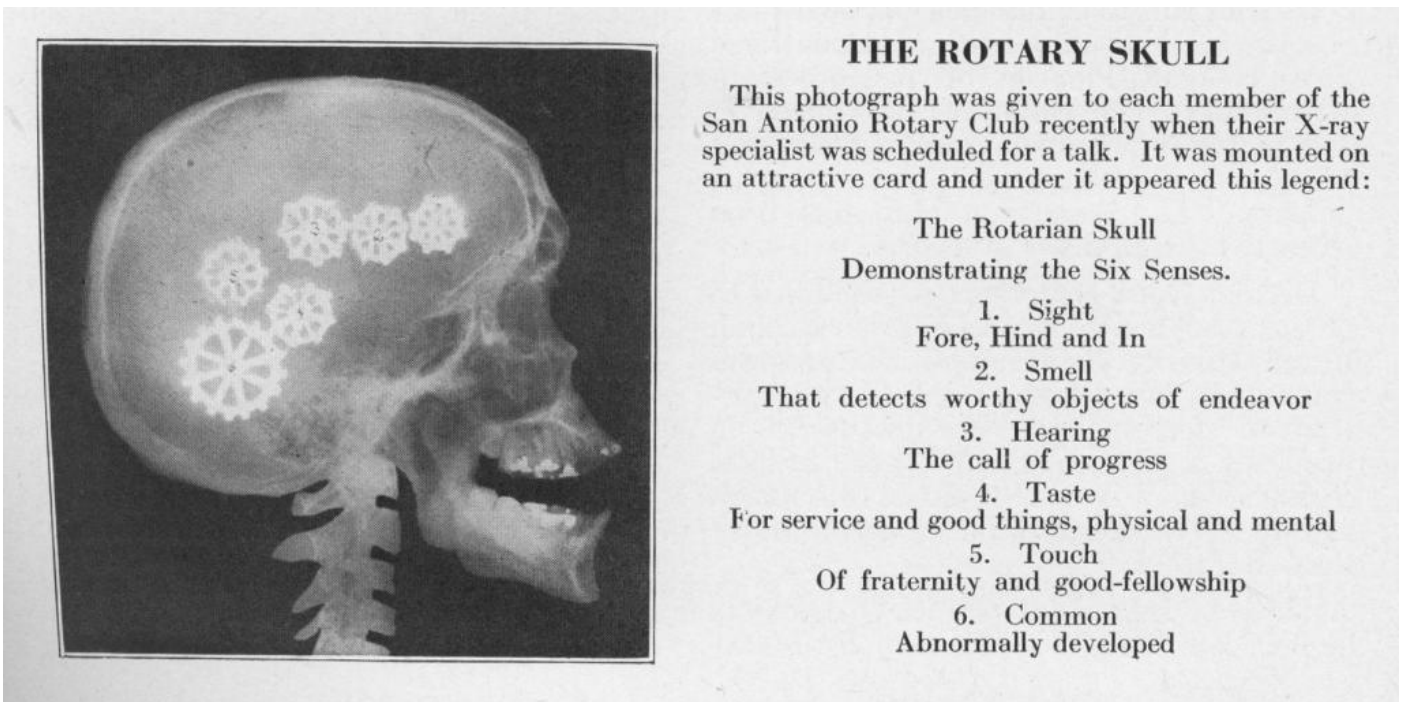 THE ROTARY SKULL
This photograph was given to each member of the
San Antonio Rotary Club recently when their X-ray
specialist was scheduled for a talk. It was mounted on
an attractive card and under it appeared this legend:
The Rotarian Skull
Demonstrating the Six Senses.
1. Sight
Fore, Hind and In
2. Smell
That detects worthy objects of endeavor
3. Hearing
The call of progress
4. Taste
For service and good things, physical and mental
5. Touch
Of fraternity and good-fellowship
6. Common
Abnormally developed
3